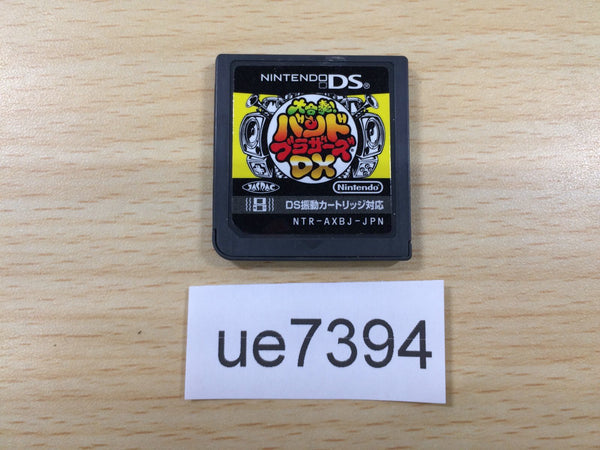 NINTENDO DS®
大合奏!
バンド
ブラザーズ
DX
Nintendo
DS振動カートリッジ対応
NTR-AXBJ-JPN
ue7394